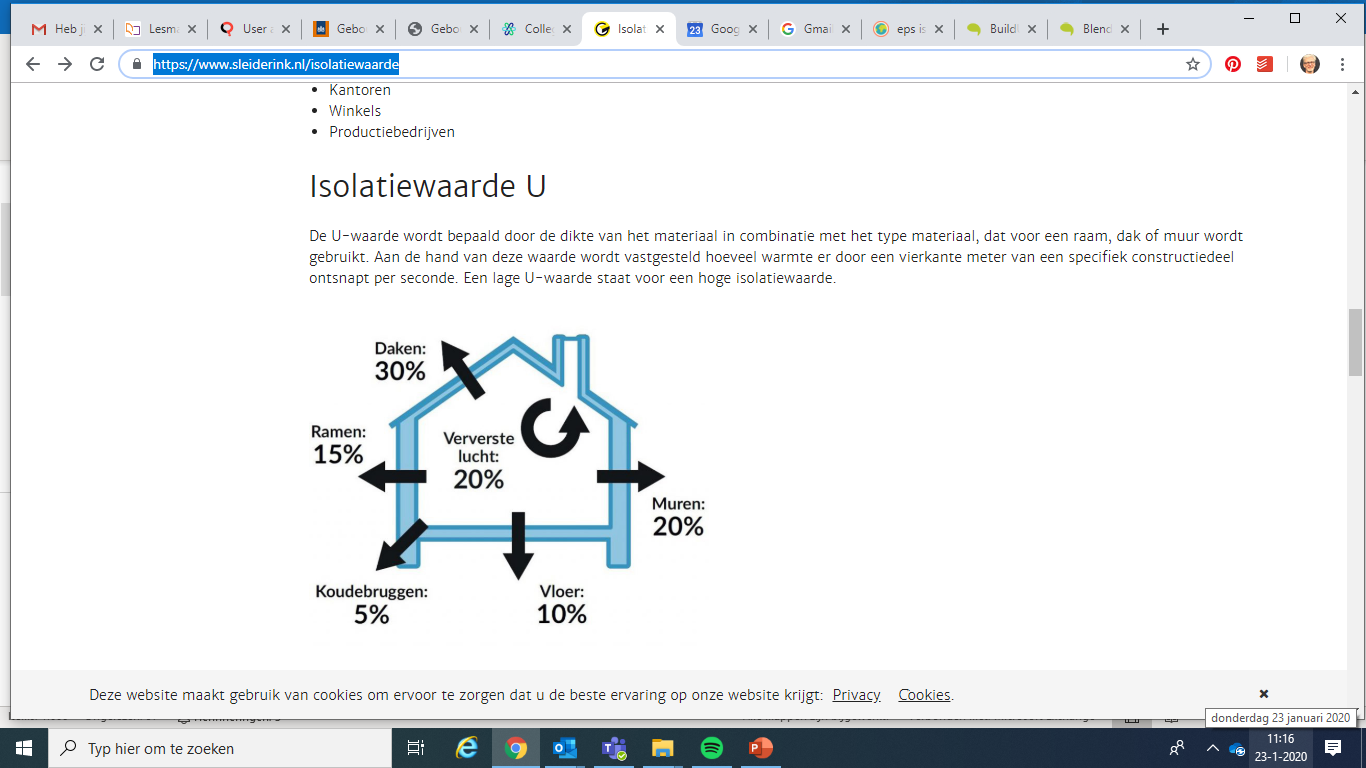 Heb j
Lesm
User a
Gebo
Gebo
Colle
Isolat
23
Goog
Gmai
eps is
Build
Blend
https://www.sleiderink.nl/isolatiewaarde
• Kantoren
• Winkels
• Productiebedrijven
Isolatiewaarde U
De U-waarde wordt bepaald door de dikte van het materiaal in combinatie met het type materiaal, dat voor een raam, dak of muur wordt
gebruikt. Aan de hand van deze waarde wordt vastgesteld hoeveel warmte er door een vierkante meter van een specifiek constructiedeel
ontsnapt per seconde. Een lage U-waarde staat voor een hoge isolatiewaarde.
Daken:
30%
Ramen:
15%
Ververste
lucht:
20%
Muren:
20%
Koudebruggen:
5%
Vloer:
10%
Deze website maakt gebruik van cookies om ervoor te zorgen dat u de beste ervaring op onze website krijgt: Privacy Cookies.
donderdag 23 januari 2020
Typ hier om te zoeken
11:16
23-1-2020